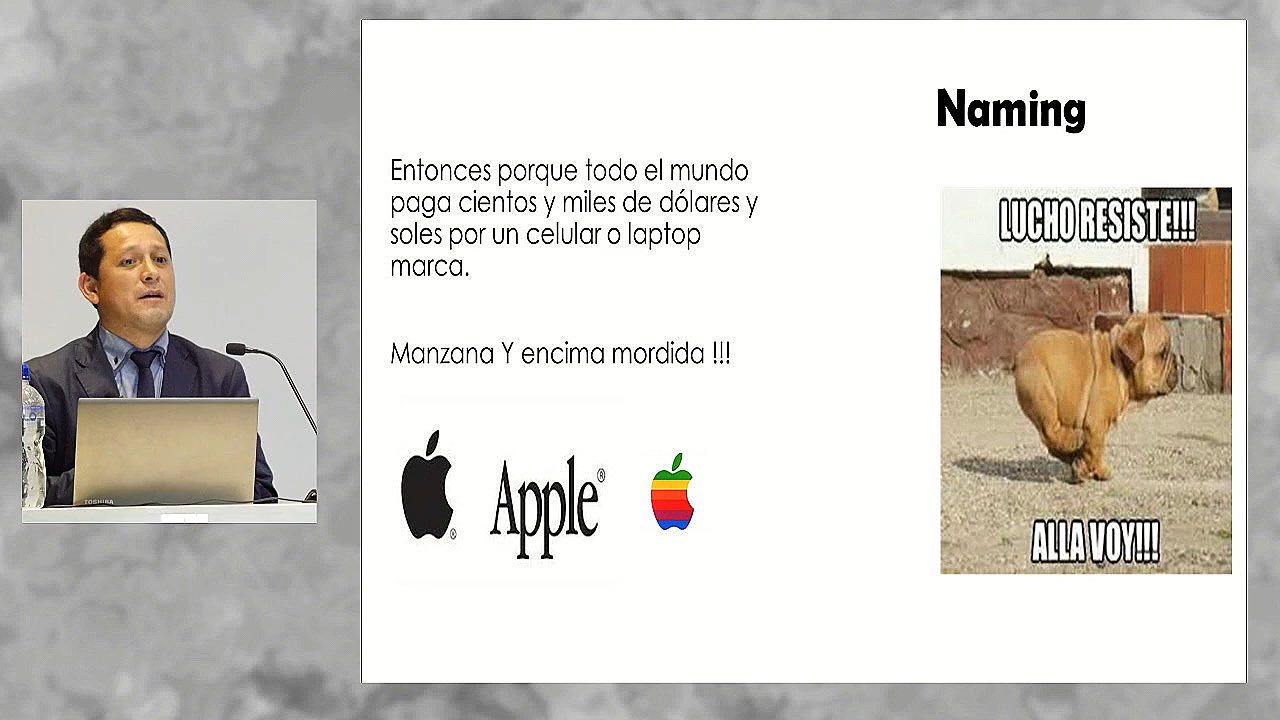 Naming
Entonces porque todo el mundo
paga cientos y miles de dólares y
soles por un celular o laptop
marca.
Manzana Y encima mordida !!!
Apple®
LUCHO RESISTE!!!
ALLA VOY!!!
TOSHIBA